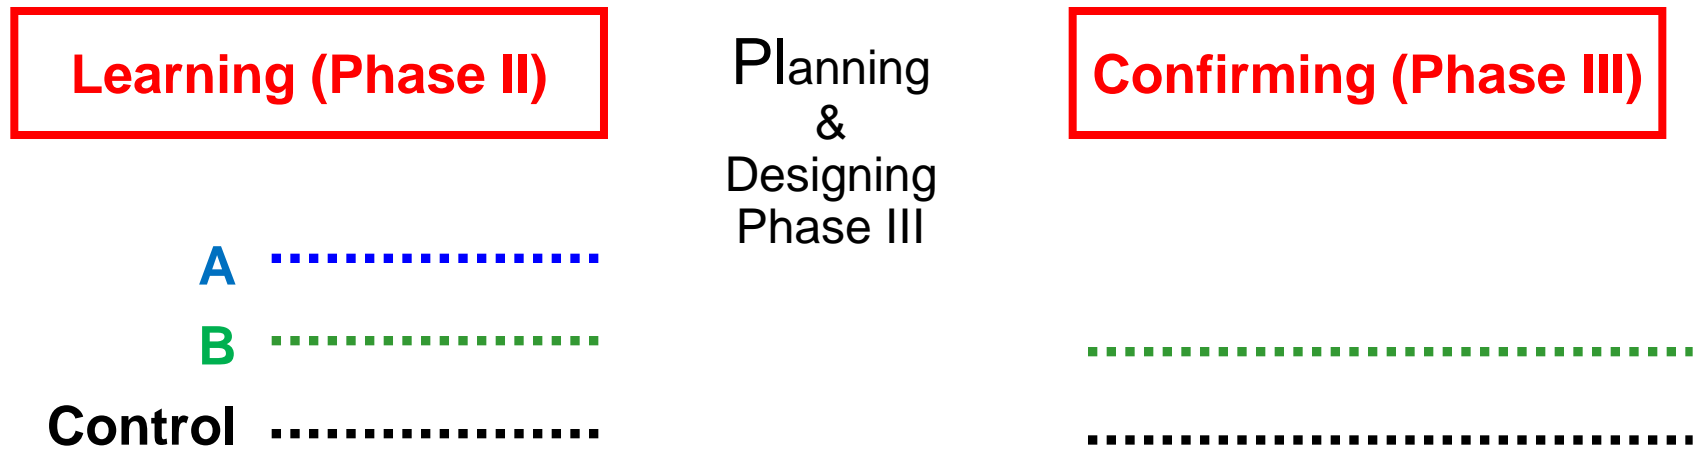 Learning (Phase II)
Planning
&
Designing
Phase III
Confirming (Phase III)
A
B
Control